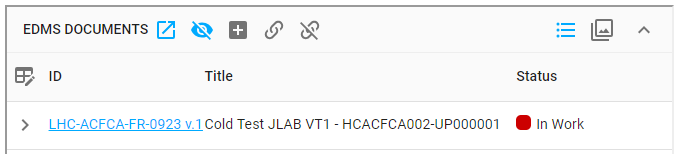 EDMS DOCUMENTS
ID Title Status
LHC-ACFCA-FR-0923 v.1 Cold Test JLAB VT1 - HCACFCA002-UP000001 In Work